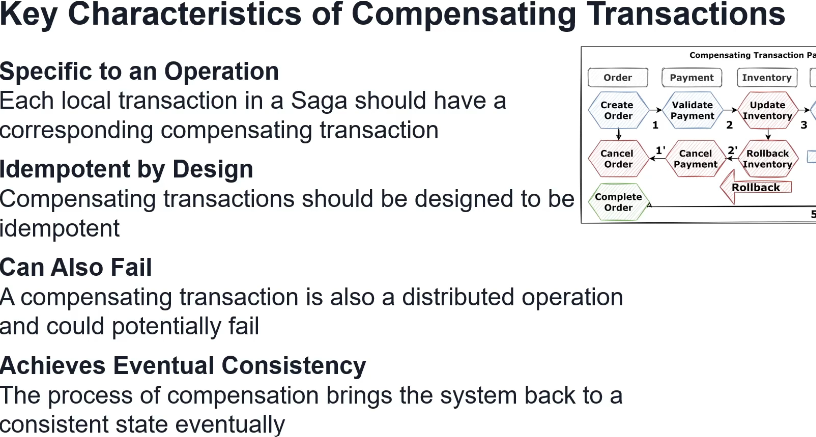 Key Characteristics of Compensating Transactions
Specific to an Operation
Each local transaction in a Saga should have a
corresponding compensating transaction
Idempotent by Design
Compensating transactions should be designed to be
idempotent
Can Also Fail
A compensating transaction is also a distributed operation
and could potentially fail
Achieves Eventual Consistency
The process of compensation brings the system back to a
consistent state eventually
Compensating Transaction
Order
Payment
Inventory
Create
Order
1
Validate
Payment
2
Update
Inventory
3
Cancel
Order
1'
Cancel
Payment
2'
Rollback
Inventory
Rollback
Complete
Order
5